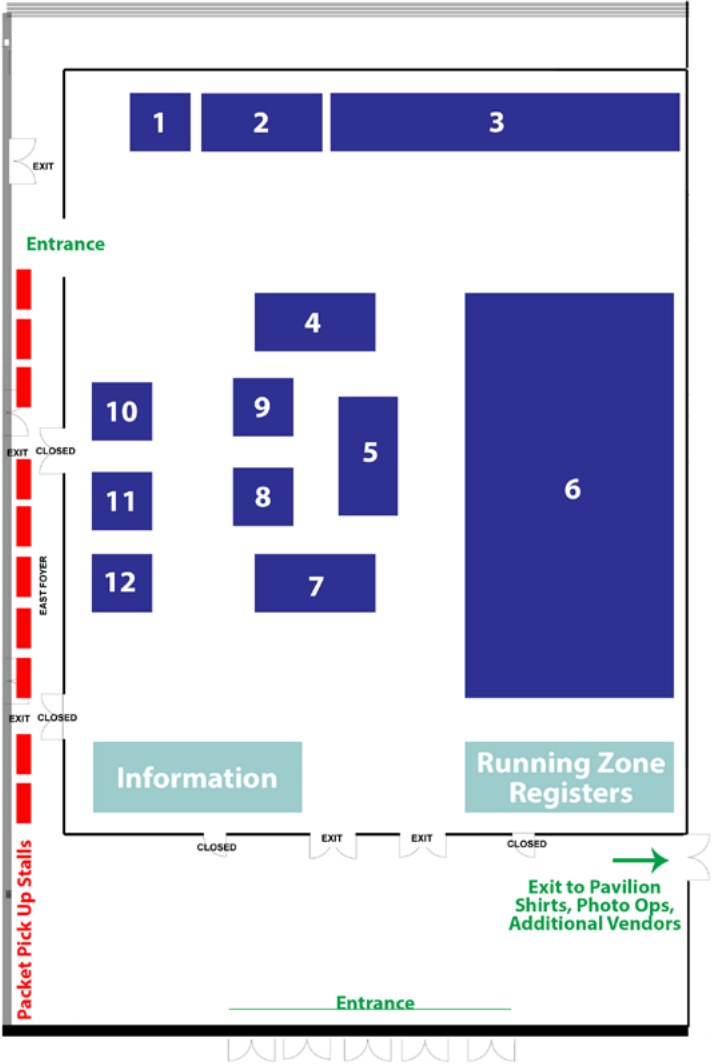 1
2
3
EXIT
Entrance
4
10
9
5
EXIT
CLOSED
6
11
8
12
7
EAST FOYER
EXIT
CLOSED
Information
Running Zone
Registers
CLOSED
EXIT
EXIT
CLOSED
Packet Pick Up Stalls
Exit to Pavilion
Shirts, Photo Ops,
Additional Vendors
Entrance